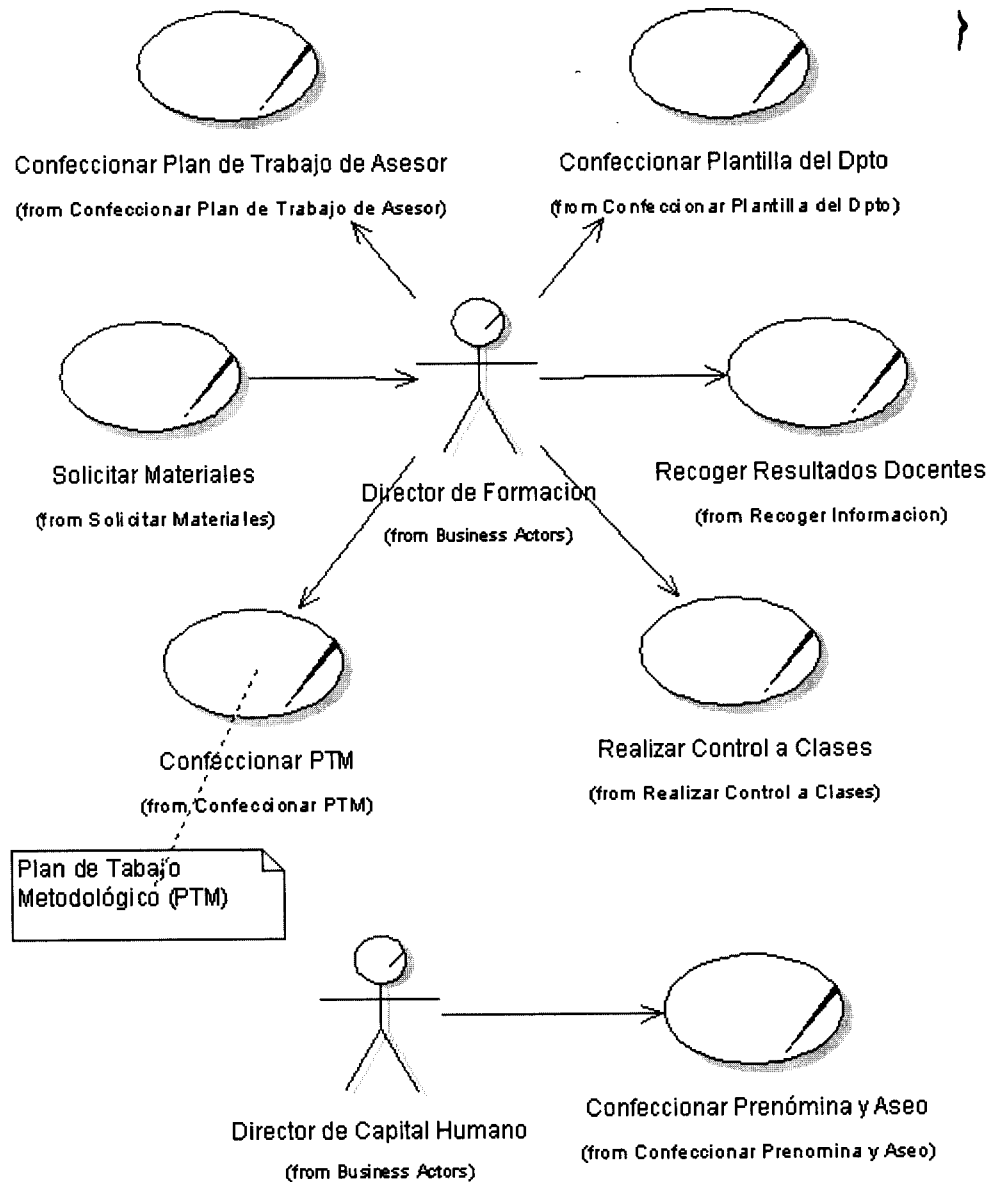 Confeccionar Plan de Trabajo de Asesor
(from Confeccionar Plan de Trabajo de Asesor)
Confeccionar Plantilla del Dpto
(from Confeccionar Plantilla del Dpto)
Solicitar Materiales
(from Solicitar Materiales)
Director de Formacion
(from Business Actors)
Recoger Resultados Docentes
(from Recoger Informacion)
Confeccionar PTM
(from Confeccionar PTM)
Realizar Control a Clases
(from Realizar Control a Clases)
Plan de Tabajo
Metodológico (PTM)
Director de Capital Humano
(from Business Actors)
Confeccionar Prenómina y Aseo
(from Confeccionar Prenomina y Aseo)